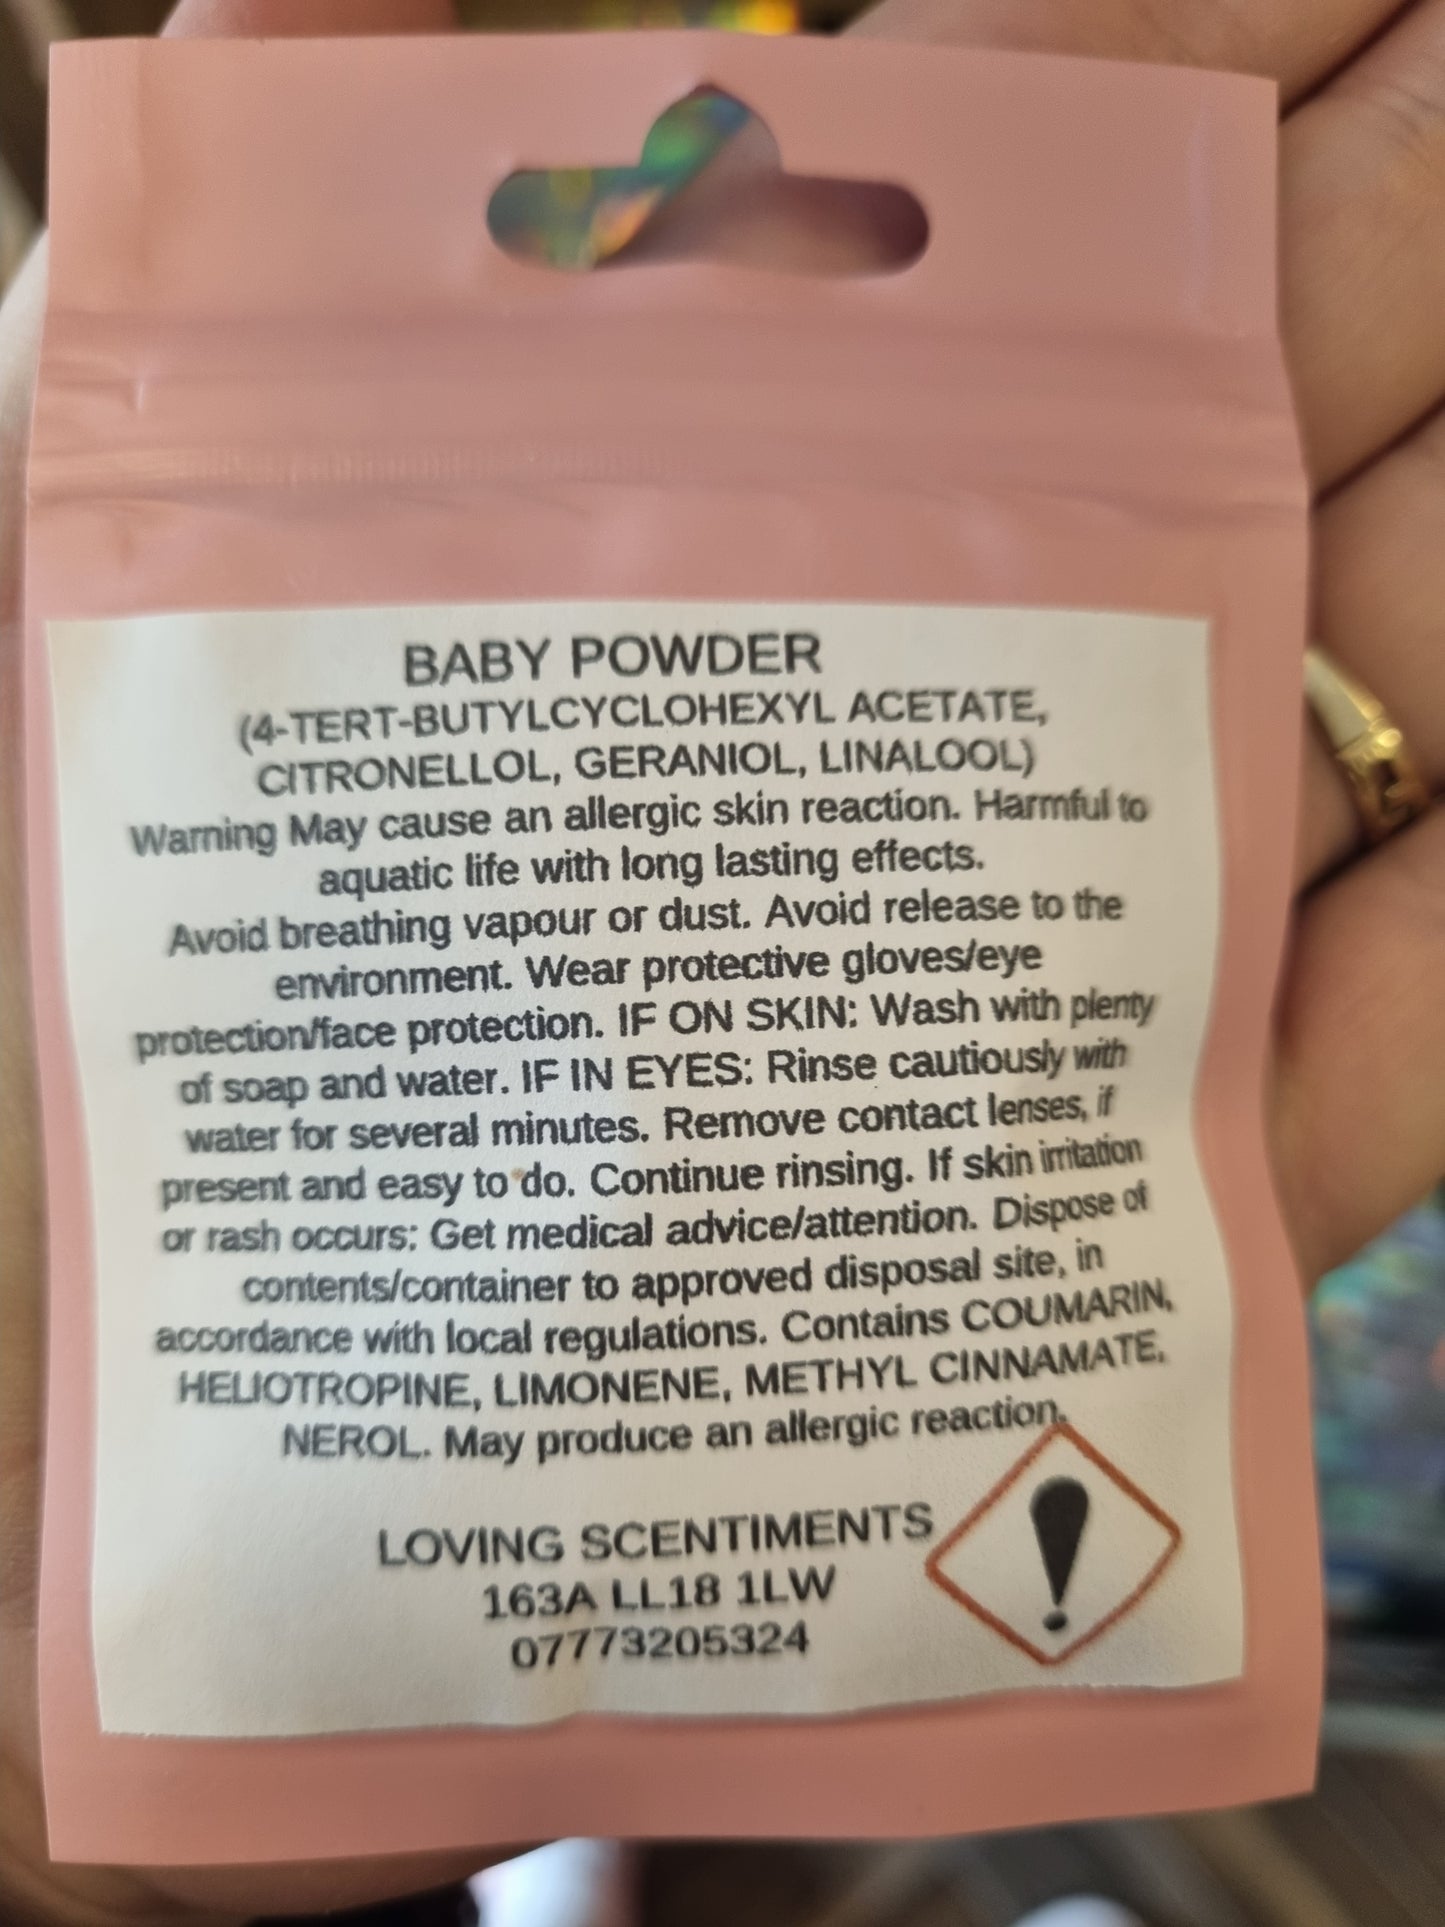 BABY POWDER
(4-TERT-BUTYLCYCLOHEXYL ACETATE,
CITRONELLOL, GERANIOL, LINALOOL)
Warning May cause an allergic skin reaction. Harmful to
aquatic life with long lasting effects.
Avoid breathing vapour or dust. Avoid release to the
environment. Wear protective gloves/eye
protection/face protection. IF ON SKIN: Wash with plenty
of soap and water. IF IN EYES: Rinse cautiously with
water for several minutes. Remove contact lenses, if
present and easy to do. Continue rinsing. If skin irritation
or rash occurs: Get medical advice/attention. Dispose of
contents/container to approved disposal site, in
accordance with local regulations. Contains COUMARIN,
HELIOTROPINE, LIMONENE, METHYL CINNAMATE,
NEROL. May produce an allergic reaction.
LOVING SCENTIMENTS
163A LL18 1LW
07773205324